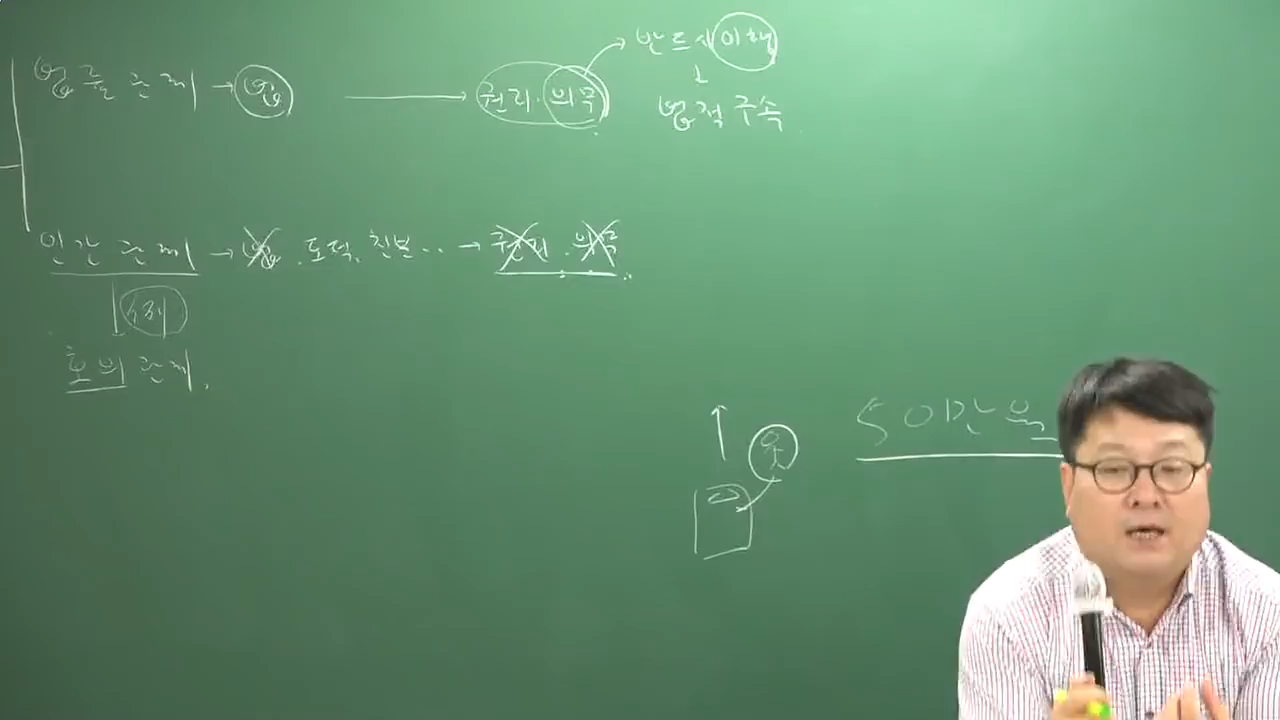 법률관계 → 법 → 권리·의무 → 반드시 이행
↓
법적 구속
인간관계 → 법. 도덕, 친분.. → 권리. 의무
호의관계.
옷
50만원